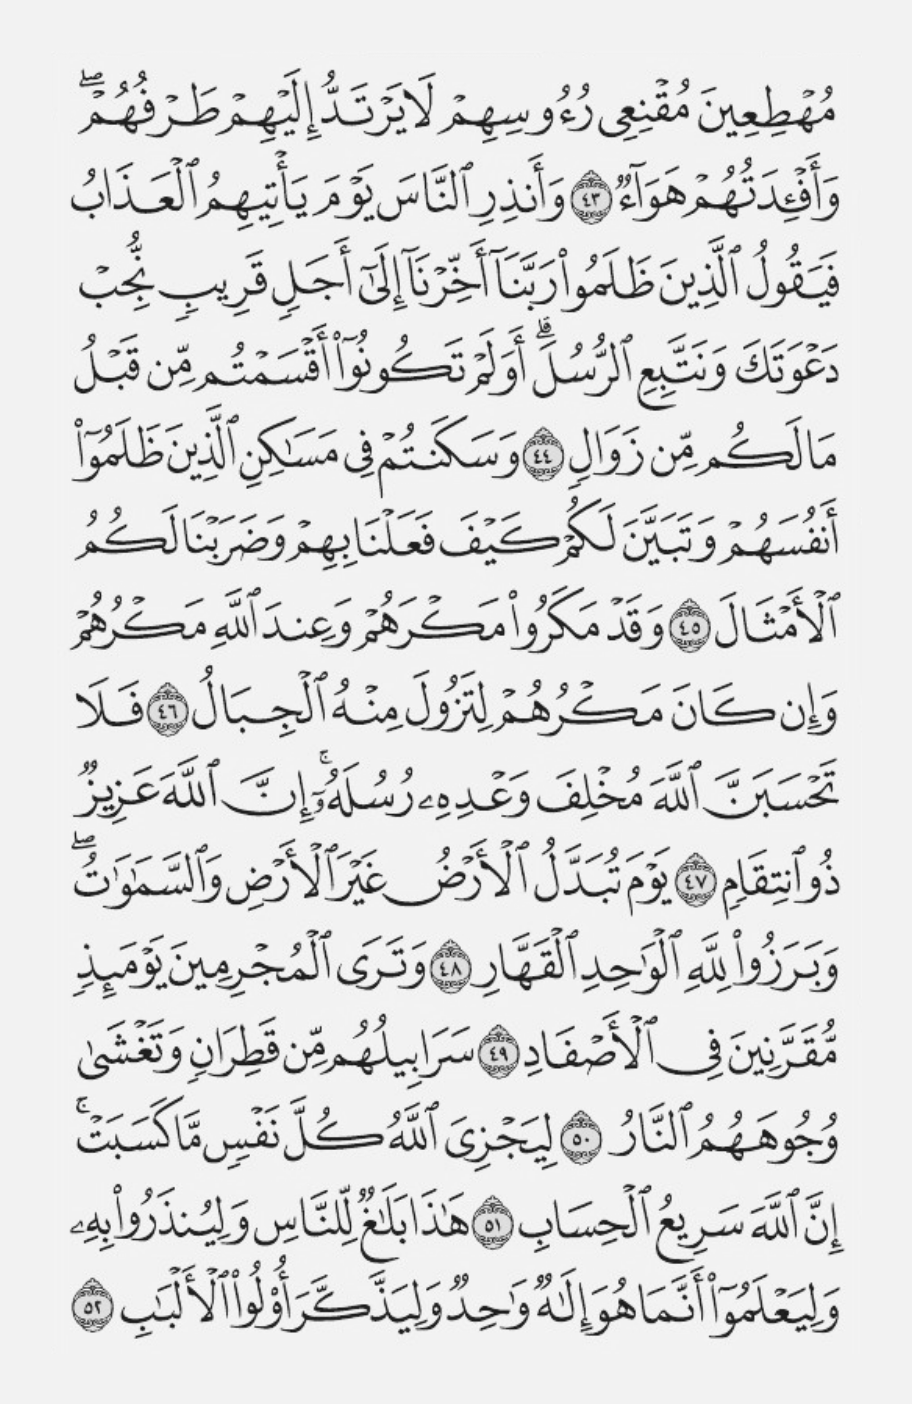 مُهْطِعِينَ مُقْنِعِى رُءُوسِهِمْ لَا يَرْتَدُّ إِلَيْهِمْ طَرْفُهُمْ ۖ
وَأَفْـِٔدَتُهُمْ هَوَآءٌ ﴿٤٣﴾ وَأَنذِرِ ٱلنَّاسَ يَوْمَ يَأْتِيهِمُ ٱلْعَذَابُ
فَيَقُولُ ٱلَّذِينَ ظَلَمُوا۟ رَبَّنَآ أَخِّرْنَآ إِلَىٰٓ أَجَلٍ قَرِيبٍ نُّجِبْ
دَعْوَتَكَ وَنَتَّبِعِ ٱلرُّسُلَ ۗ أَوَلَمْ تَكُونُوٓا۟ أَقْسَمْتُم مِّن قَبْلُ
مَا لَكُم مِّن زَوَالٍ ﴿٤٤﴾ وَسَكَنتُمْ فِى مَسَـٰكِنِ ٱلَّذِينَ ظَلَمُوٓا۟
أَنفُسَهُمْ وَتَبَيَّنَ لَكُمْ كَيْفَ فَعَلْنَا بِهِمْ وَضَرَبْنَا لَكُمُ
ٱلْأَمْثَالَ ﴿٤٥﴾ وَقَدْ مَكَرُوا۟ مَكْرَهُمْ وَعِندَ ٱللَّهِ مَكْرُهُمْ
وَإِن كَانَ مَكْرُهُمْ لِتَزُولَ مِنْهُ ٱلْجِبَالُ ﴿٤٦﴾ فَلَا
تَحْسَبَنَّ ٱللَّهَ مُخْلِفَ وَعْدِهِۦ رُسُلَهُۥٓ ۚ إِنَّ ٱللَّهَ عَزِيزٌ
ذُو ٱنتِقَامٍ ﴿٤٧﴾ يَوْمَ تُبَدَّلُ ٱلْأَرْضُ غَيْرَ ٱلْأَرْضِ وَٱلسَّمَـٰوَٰتُ ۖ
وَبَرَزُوا۟ لِلَّهِ ٱلْوَٰحِدِ ٱلْقَهَّارِ ﴿٤٨﴾ وَتَرَى ٱلْمُجْرِمِينَ يَوْمَئِذٍ
مُّقَرَّنِينَ فِى ٱلْأَصْفَادِ ﴿٤٩﴾ سَرَابِيلُهُم مِّن قَطِرَانٍ وَتَغْشَىٰ
وُجُوهَهُمُ ٱلنَّارُ ﴿٥٠﴾ لِيَجْزِىَ ٱللَّهُ كُلَّ نَفْسٍ مَّا كَسَبَتْ ۚ
إِنَّ ٱللَّهَ سَرِيعُ ٱلْحِسَابِ ﴿٥١﴾ هَـٰذَا بَلَـٰغٌ لِّلنَّاسِ وَلِيُنذَرُوا۟ بِهِۦ
وَلِيَعْلَمُوٓا۟ أَنَّمَا هُوَ إِلَـٰهٌ وَٰحِدٌ وَلِيَذَّكَّرَ أُو۟لُوا۟ ٱلْأَلْبَـٰبِ ﴿٥٢﴾